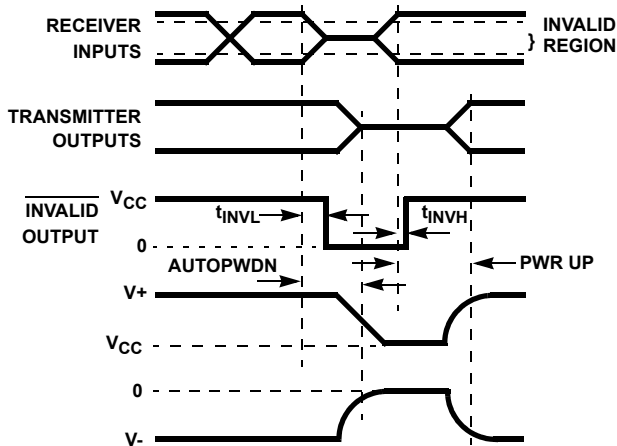 RECEIVER
INPUTS
}
INVALID
REGION
TRANSMITTER
OUTPUTS
INVALID
OUTPUT
VCC
0
tINVL
tINVH
AUTOPWDN
PWR UP
V+
VCC
0
V-